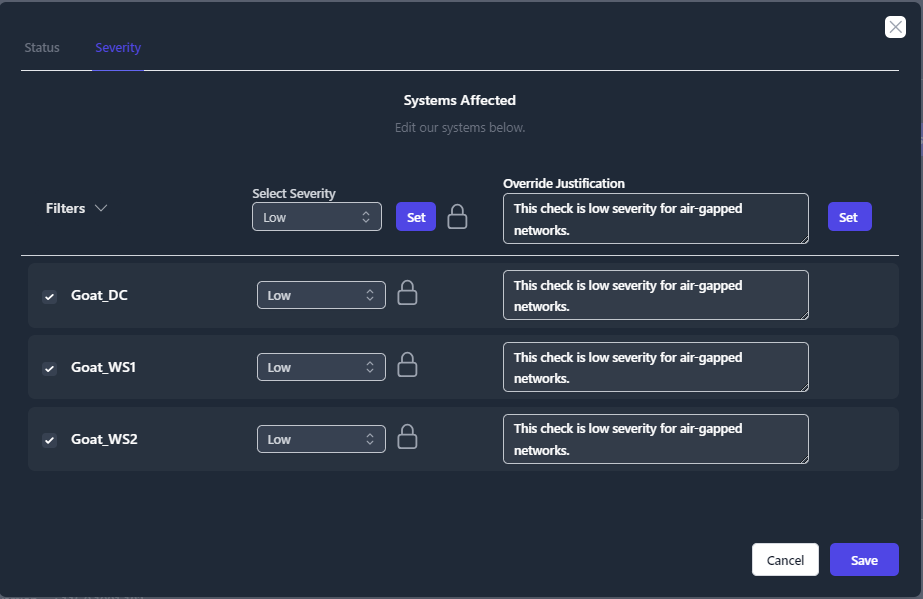 Status Severity
Systems Affected
Edit our systems below.
Filters
Select Severity
Low
Set
Override Justification
This check is low severity for air-gapped
networks.
Set
Goat_DC
Low
This check is low severity for air-gapped
networks.
Goat_WS1
Low
This check is low severity for air-gapped
networks.
Goat_WS2
Low
This check is low severity for air-gapped
networks.
Cancel Save